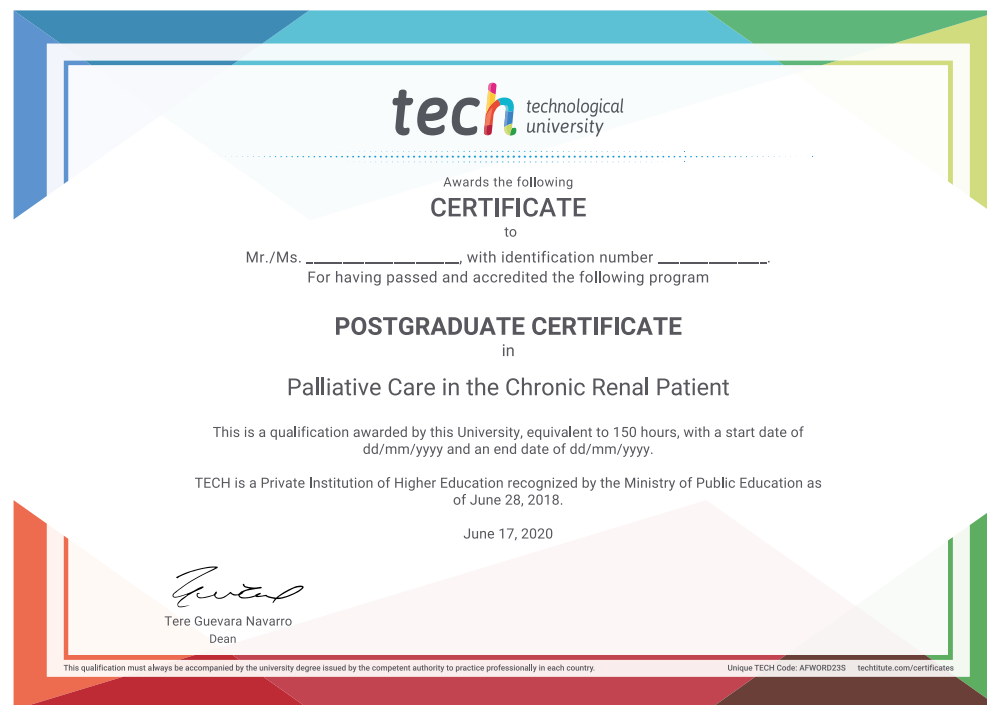 tech technological
university
Awards the following
CERTIFICATE
to
Mr./Ms. ____________________, with identification number ______________.
For having passed and accredited the following program
POSTGRADUATE CERTIFICATE
in
Palliative Care in the Chronic Renal Patient
This is a qualification awarded by this University, equivalent to 150 hours, with a start date of
dd/mm/yyyy and an end date of dd/mm/yyyy.
TECH is a Private Institution of Higher Education recognized by the Ministry of Public Education as
of June 28, 2018.
June 17, 2020
Tere Guevara Navarro
Dean
This qualification must always be accompanied by the university degree issued by the competent authority to practice professionally in each country.
Unique TECH Code: AFWORD23S techtitute.com/certificates